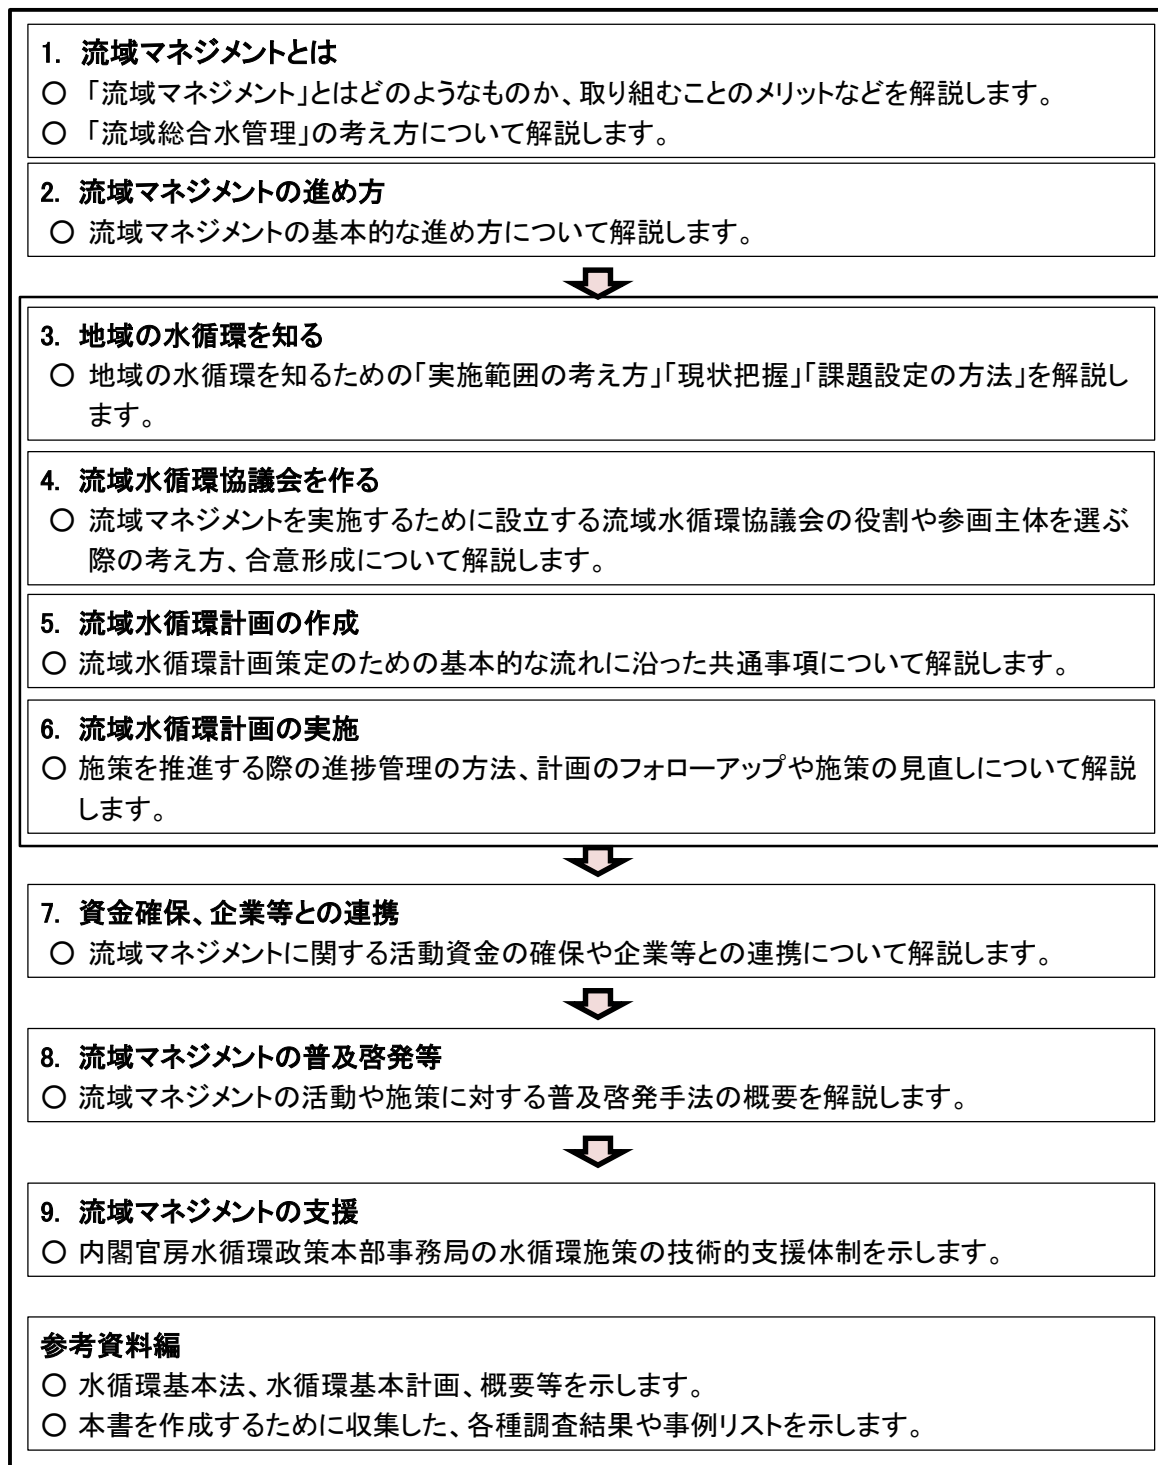 1. 流域マネジメントとは
○ 「流域マネジメント」とはどのようなものか、取り組むことのメリットなどを解説します。
○ 「流域総合水管理」の考え方について解説します。
2. 流域マネジメントの進め方
○ 流域マネジメントの基本的な進め方について解説します。
3. 地域の水循環を知る
○ 地域の水循環を知るための「実施範囲の考え方」「現状把握」「課題設定の方法」を解説し
ます。
4. 流域水循環協議会を作る
○ 流域マネジメントを実施するために設立する流域水循環協議会の役割や参画主体を選ぶ
際の考え方、合意形成について解説します。
5. 流域水循環計画の作成
○ 流域水循環計画策定のための基本的な流れに沿った共通事項について解説します。
6. 流域水循環計画の実施
○ 施策を推進する際の進捗管理の方法、計画のフォローアップや施策の見直しについて解説
します。
7. 資金確保、企業等との連携
○ 流域マネジメントに関する活動資金の確保や企業等との連携について解説します。
8. 流域マネジメントの普及啓発等
○ 流域マネジメントの活動や施策に対する普及啓発手法の概要を解説します。
9. 流域マネジメントの支援
○ 内閣官房水循環政策本部事務局の水循環施策の技術的支援体制を示します。
参考資料編
○ 水循環基本法、水循環基本計画、概要等を示します。
○ 本書を作成するために収集した、各種調査結果や事例リストを示します。